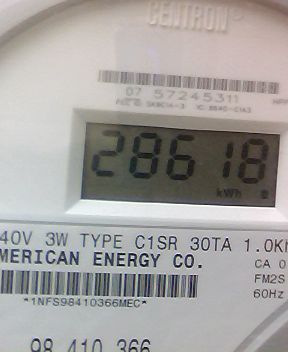 CENTRON®
07 57245311
28618
kWh
40V 3W TYPE C1SR 30TA 1.0Kh
MERICAN ENERGY CO.
CA 0
FM2S
60Hz
*1NFS98410366MEC*
98 410 366